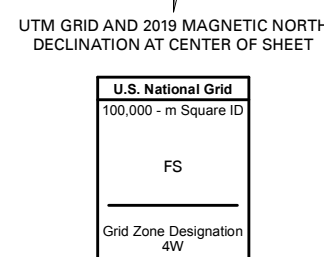 UTM GRID AND 2019 MAGNETIC NORTH
DECLINATION AT CENTER OF SHEET
U.S. National Grid
100,000 - m Square ID
FS
Grid Zone Designation
4W